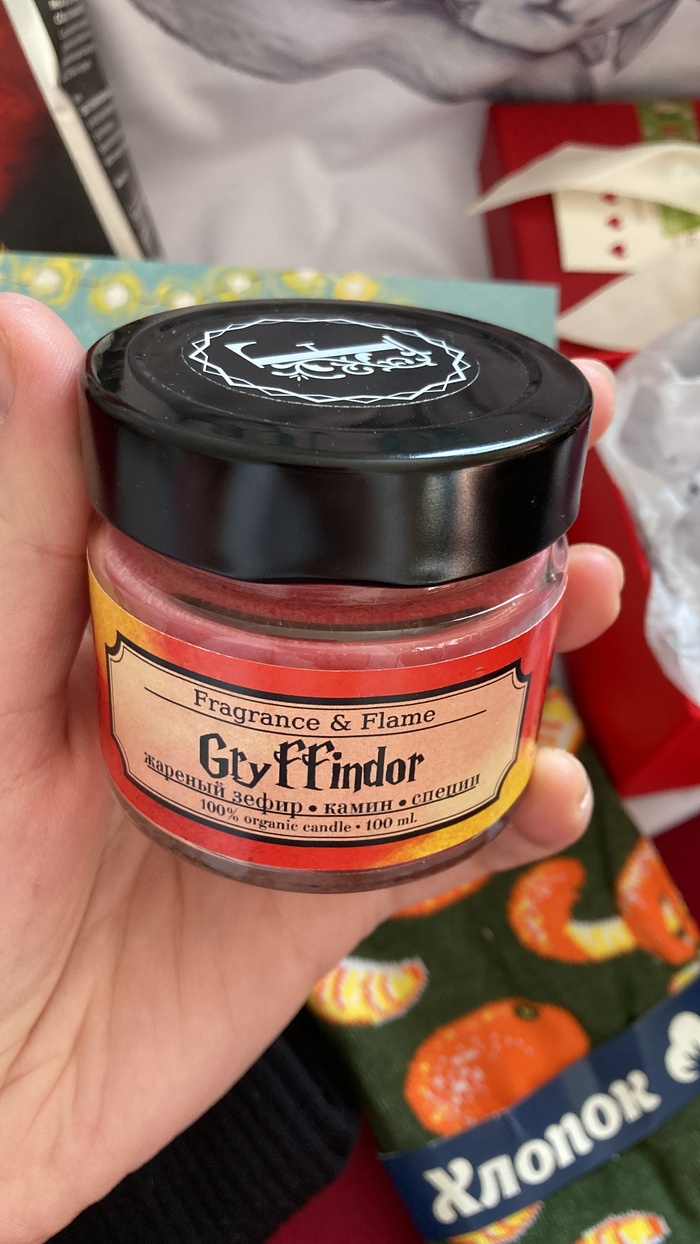 Fragrance & Flame
Gryffindor
жареный зефир • камин • специи
100% organic candle • 100 ml.
Хлопок